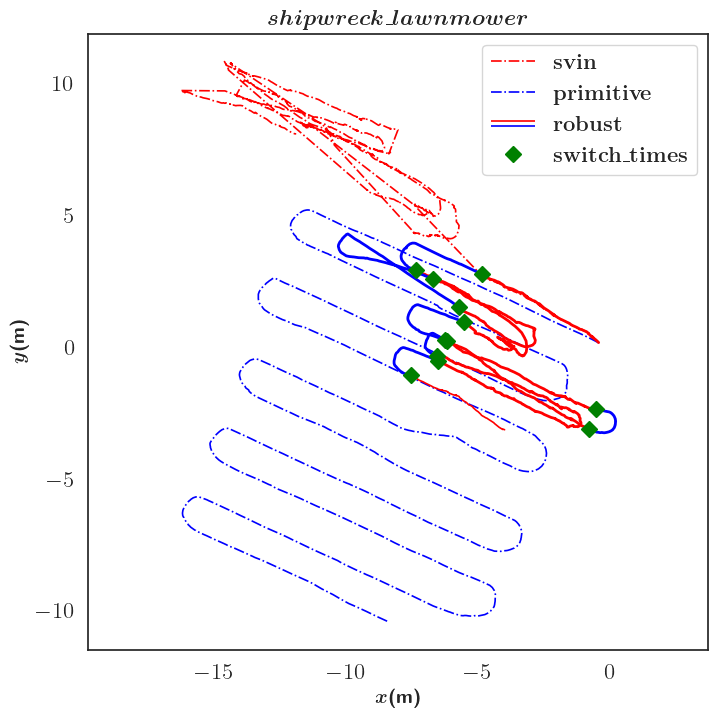 shipwreck_lawnmower
svin
primitive
robust
switch_times
10
5
0
−5
−10
y(m)
−15
−10
−5
0
x(m)